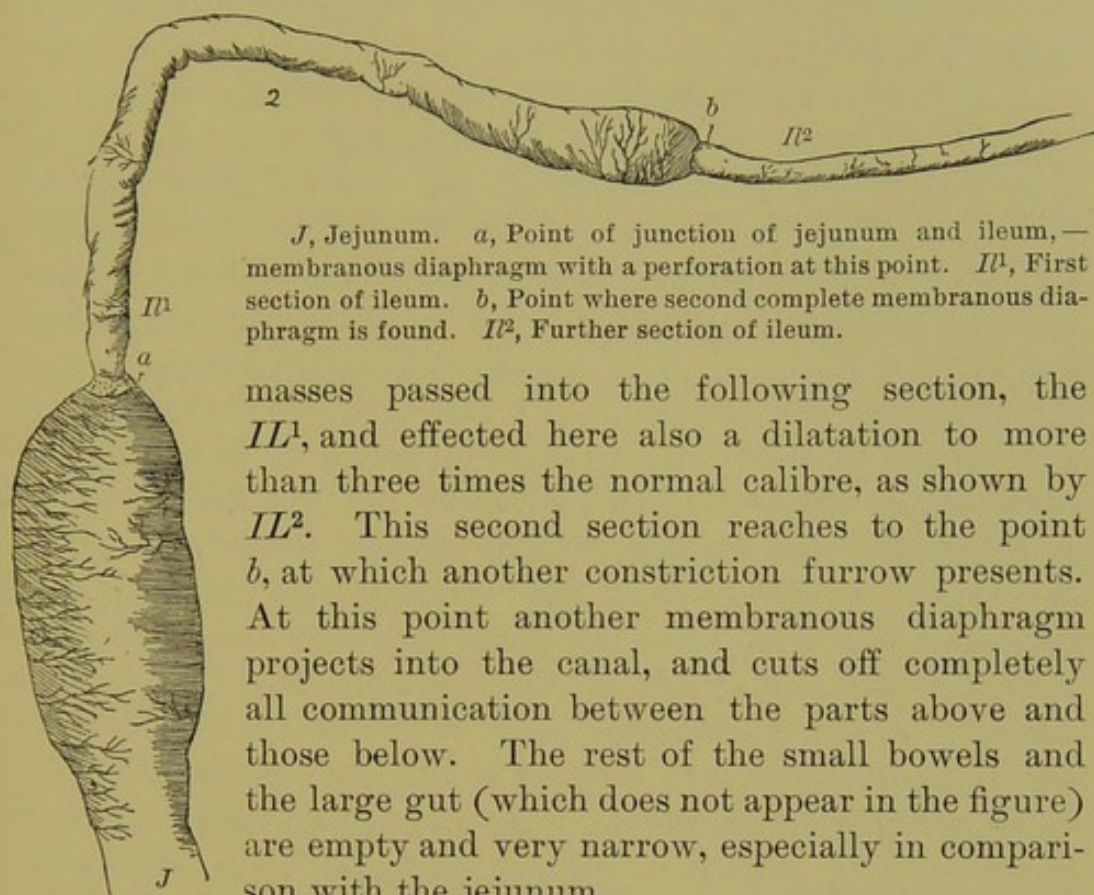 2
b
Il²
J, Jejunum. a, Point of junction of jejunum and ileum,—
membranous diaphragm with a perforation at this point. Il¹, First
section of ileum. b, Point where second complete membranous dia-
phragm is found. Il², Further section of ileum.
Il¹
a
masses passed into the following section, the
IL¹, and effected here also a dilatation to more
than three times the normal calibre, as shown by
IL². This second section reaches to the point
b, at which another constriction furrow presents.
At this point another membranous diaphragm
projects into the canal, and cuts off completely
all communication between the parts above and
those below. The rest of the small bowels and
the large gut (which does not appear in the figure)
are empty and very narrow, especially in compari-
son with the jejunum
J